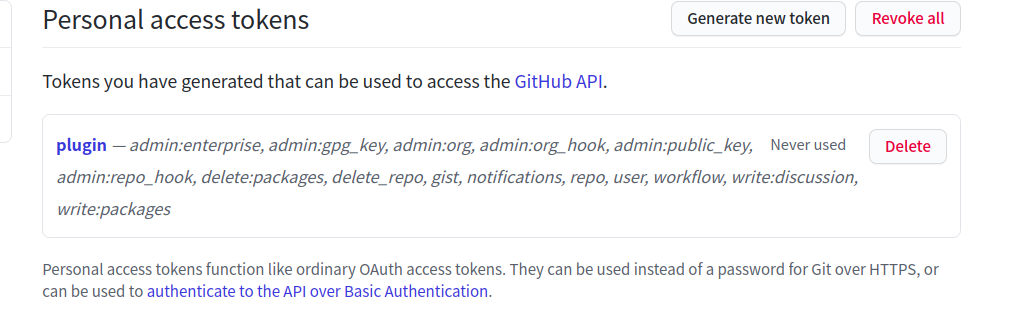 Personal access tokens Generate new token Revoke all
Tokens you have generated that can be used to access the GitHub API.
plugin — admin:enterprise, admin:gpg_key, admin:org, admin:org_hook, admin:public_key, Never used Delete
admin:repo_hook, delete:packages, delete_repo, gist, notifications, repo, user, workflow, write:discussion,
write:packages
Personal access tokens function like ordinary OAuth access tokens. They can be used instead of a password for Git over HTTPS, or
can be used to authenticate to the API over Basic Authentication.